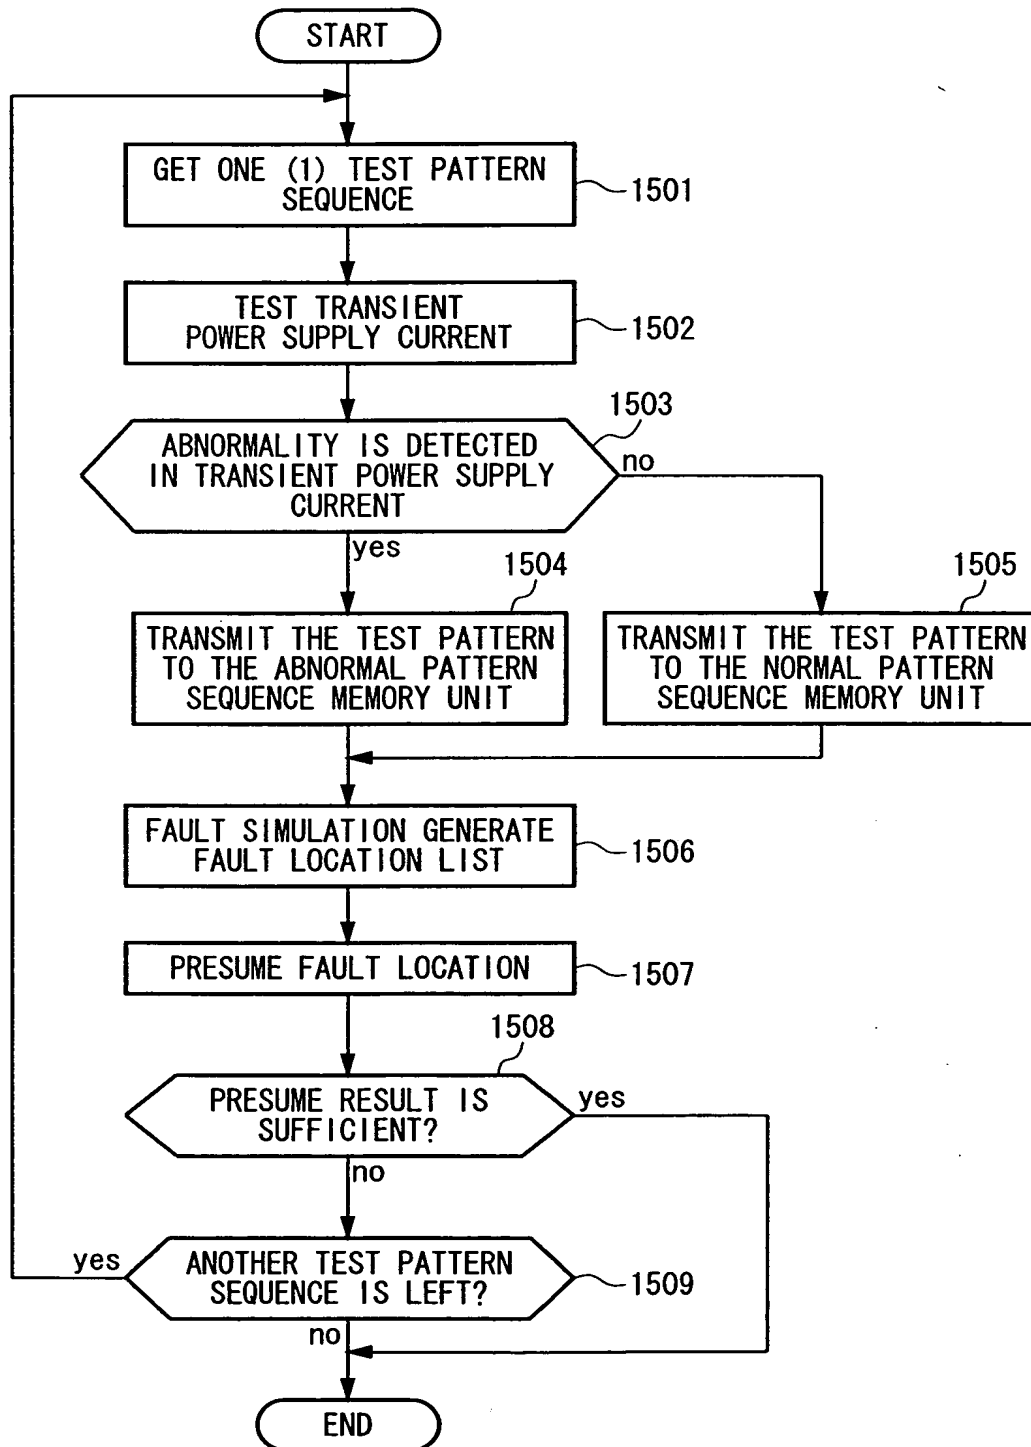 START
GET ONE (1) TEST PATTERN
SEQUENCE
1501
TEST TRANSIENT
POWER SUPPLY CURRENT
1502
1503
ABNORMALITY IS DETECTED
IN TRANSIENT POWER SUPPLY
CURRENT
no
yes
1504
1505
TRANSMIT THE TEST PATTERN
TO THE ABNORMAL PATTERN
SEQUENCE MEMORY UNIT
TRANSMIT THE TEST PATTERN
TO THE NORMAL PATTERN
SEQUENCE MEMORY UNIT
FAULT SIMULATION GENERATE
FAULT LOCATION LIST
1506
PRESUME FAULT LOCATION
1507
1508
PRESUME RESULT IS
SUFFICIENT?
yes
no
yes
ANOTHER TEST PATTERN
SEQUENCE IS LEFT?
1509
no
END